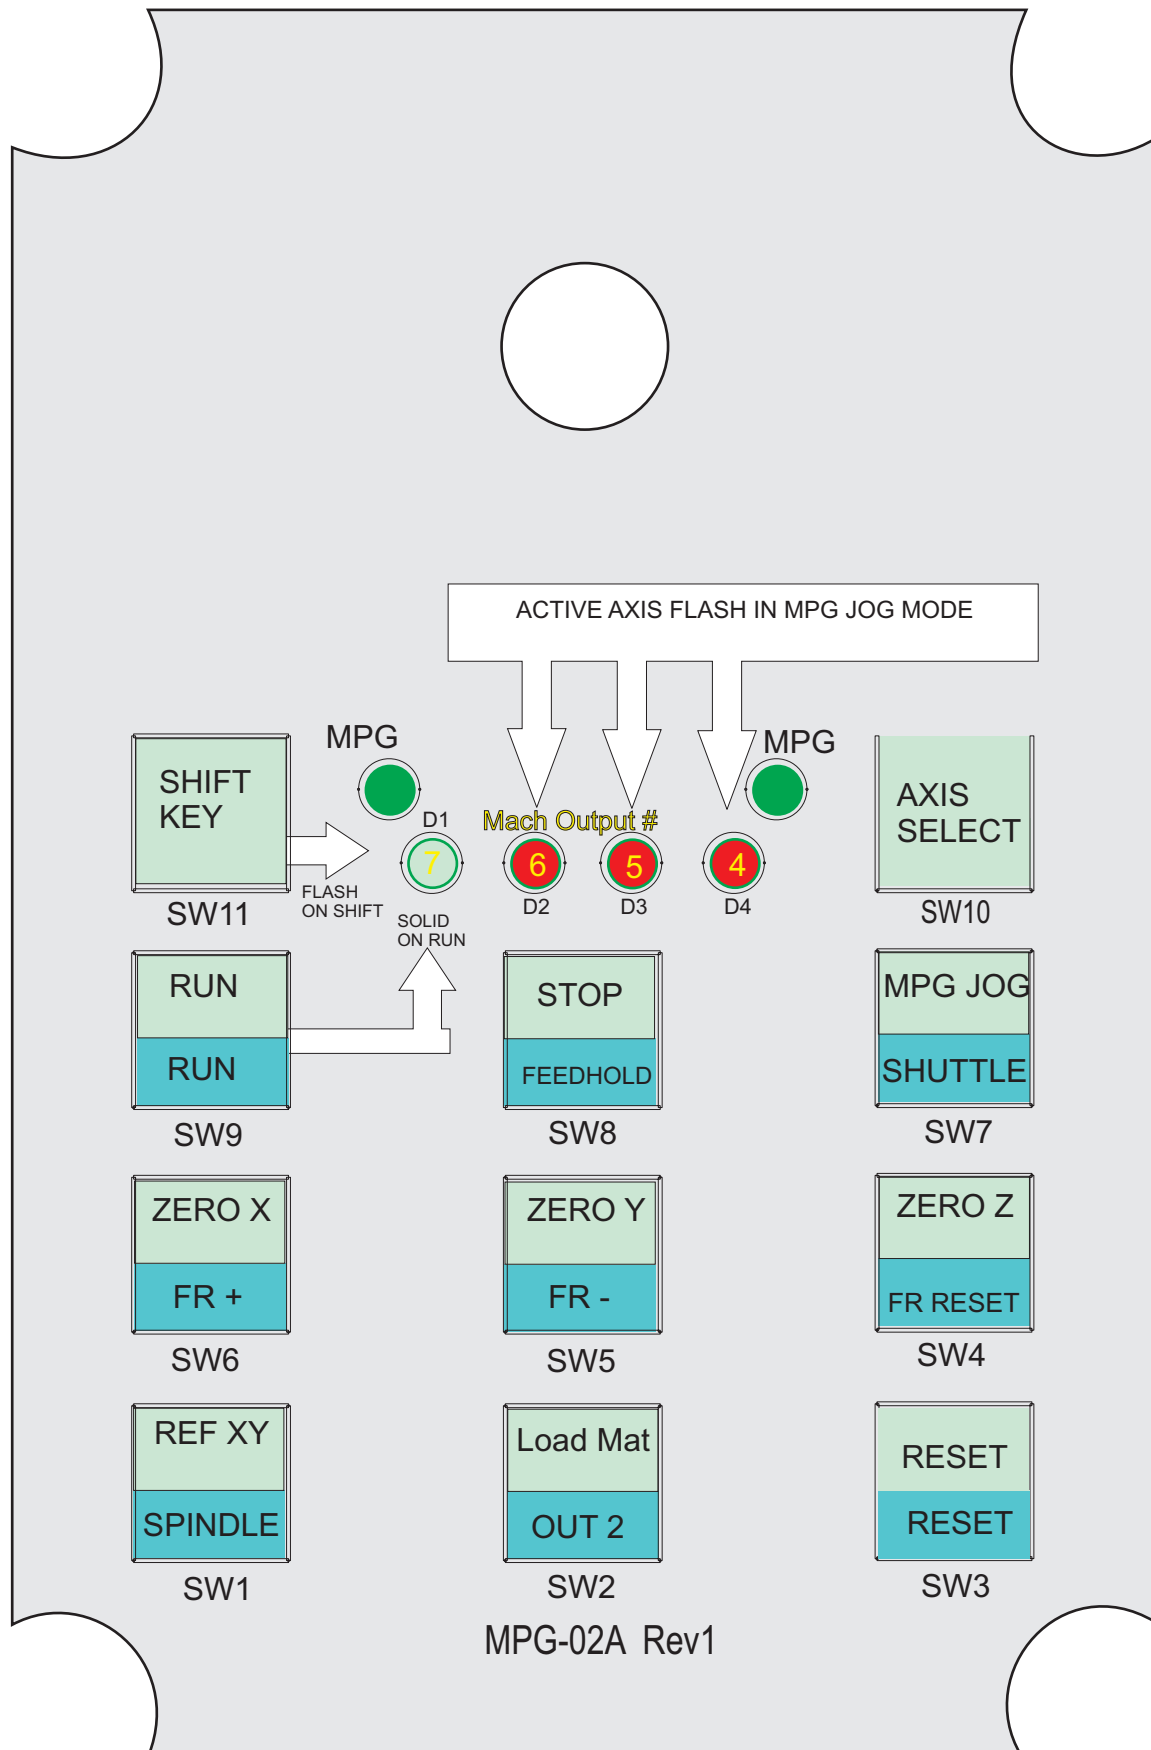 ACTIVE AXIS FLASH IN MPG JOG MODE
MPG
MPG
SHIFT
KEY
AXIS
SELECT
D1
Mach Output #
7
6
5
4
FLASH
ON SHIFT
D2
D3
D4
SW11
SW10
SOLID
ON RUN
RUN
RUN
STOP
FEEDHOLD
MPG JOG
SHUTTLE
SW9
SW8
SW7
ZERO X
FR +
ZERO Y
FR -
ZERO Z
FR RESET
SW6
SW5
SW4
REF XY
SPINDLE
Load Mat
OUT 2
RESET
RESET
SW1
SW2
SW3
MPG-02A Rev1